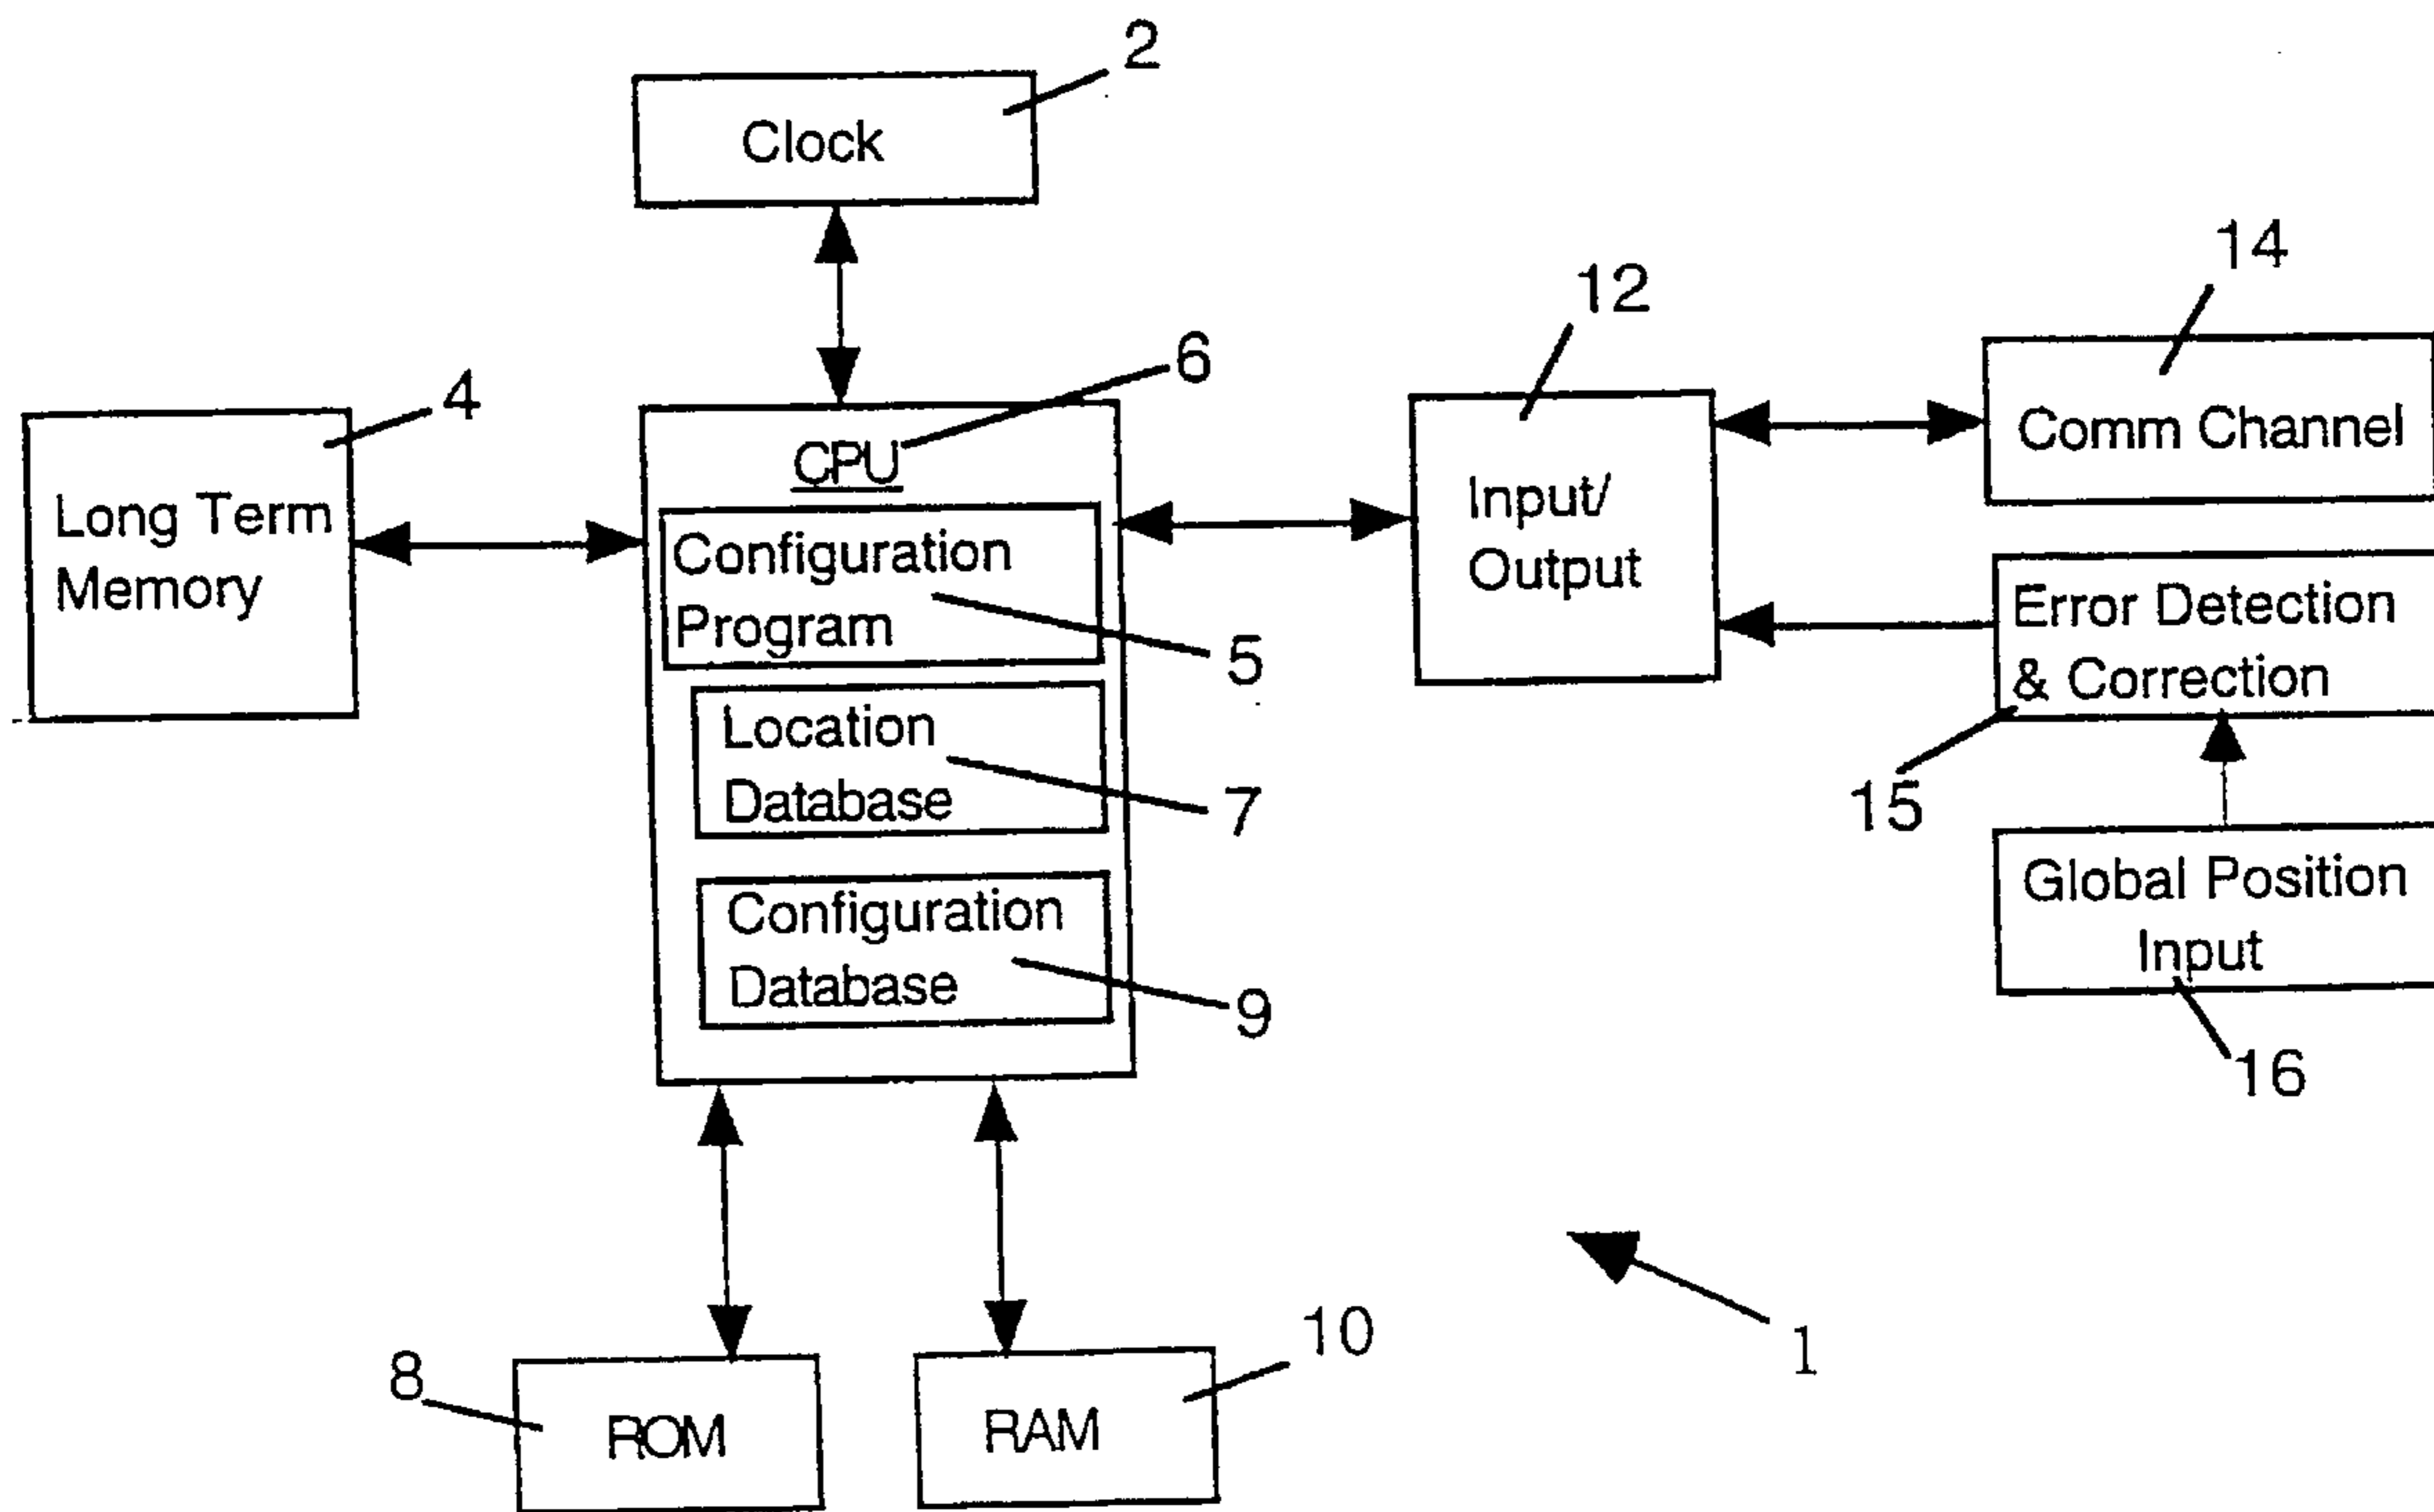 2
Clock
14
12
6
4
CPU
Comm Channel
Long Term
Memory
Input/
Output
Configuration
Program
5
Error Detection
& Correction
15
Location
Database
7
Global Position
Input
16
Configuration
Database
9
8
ROM
10
RAM
1